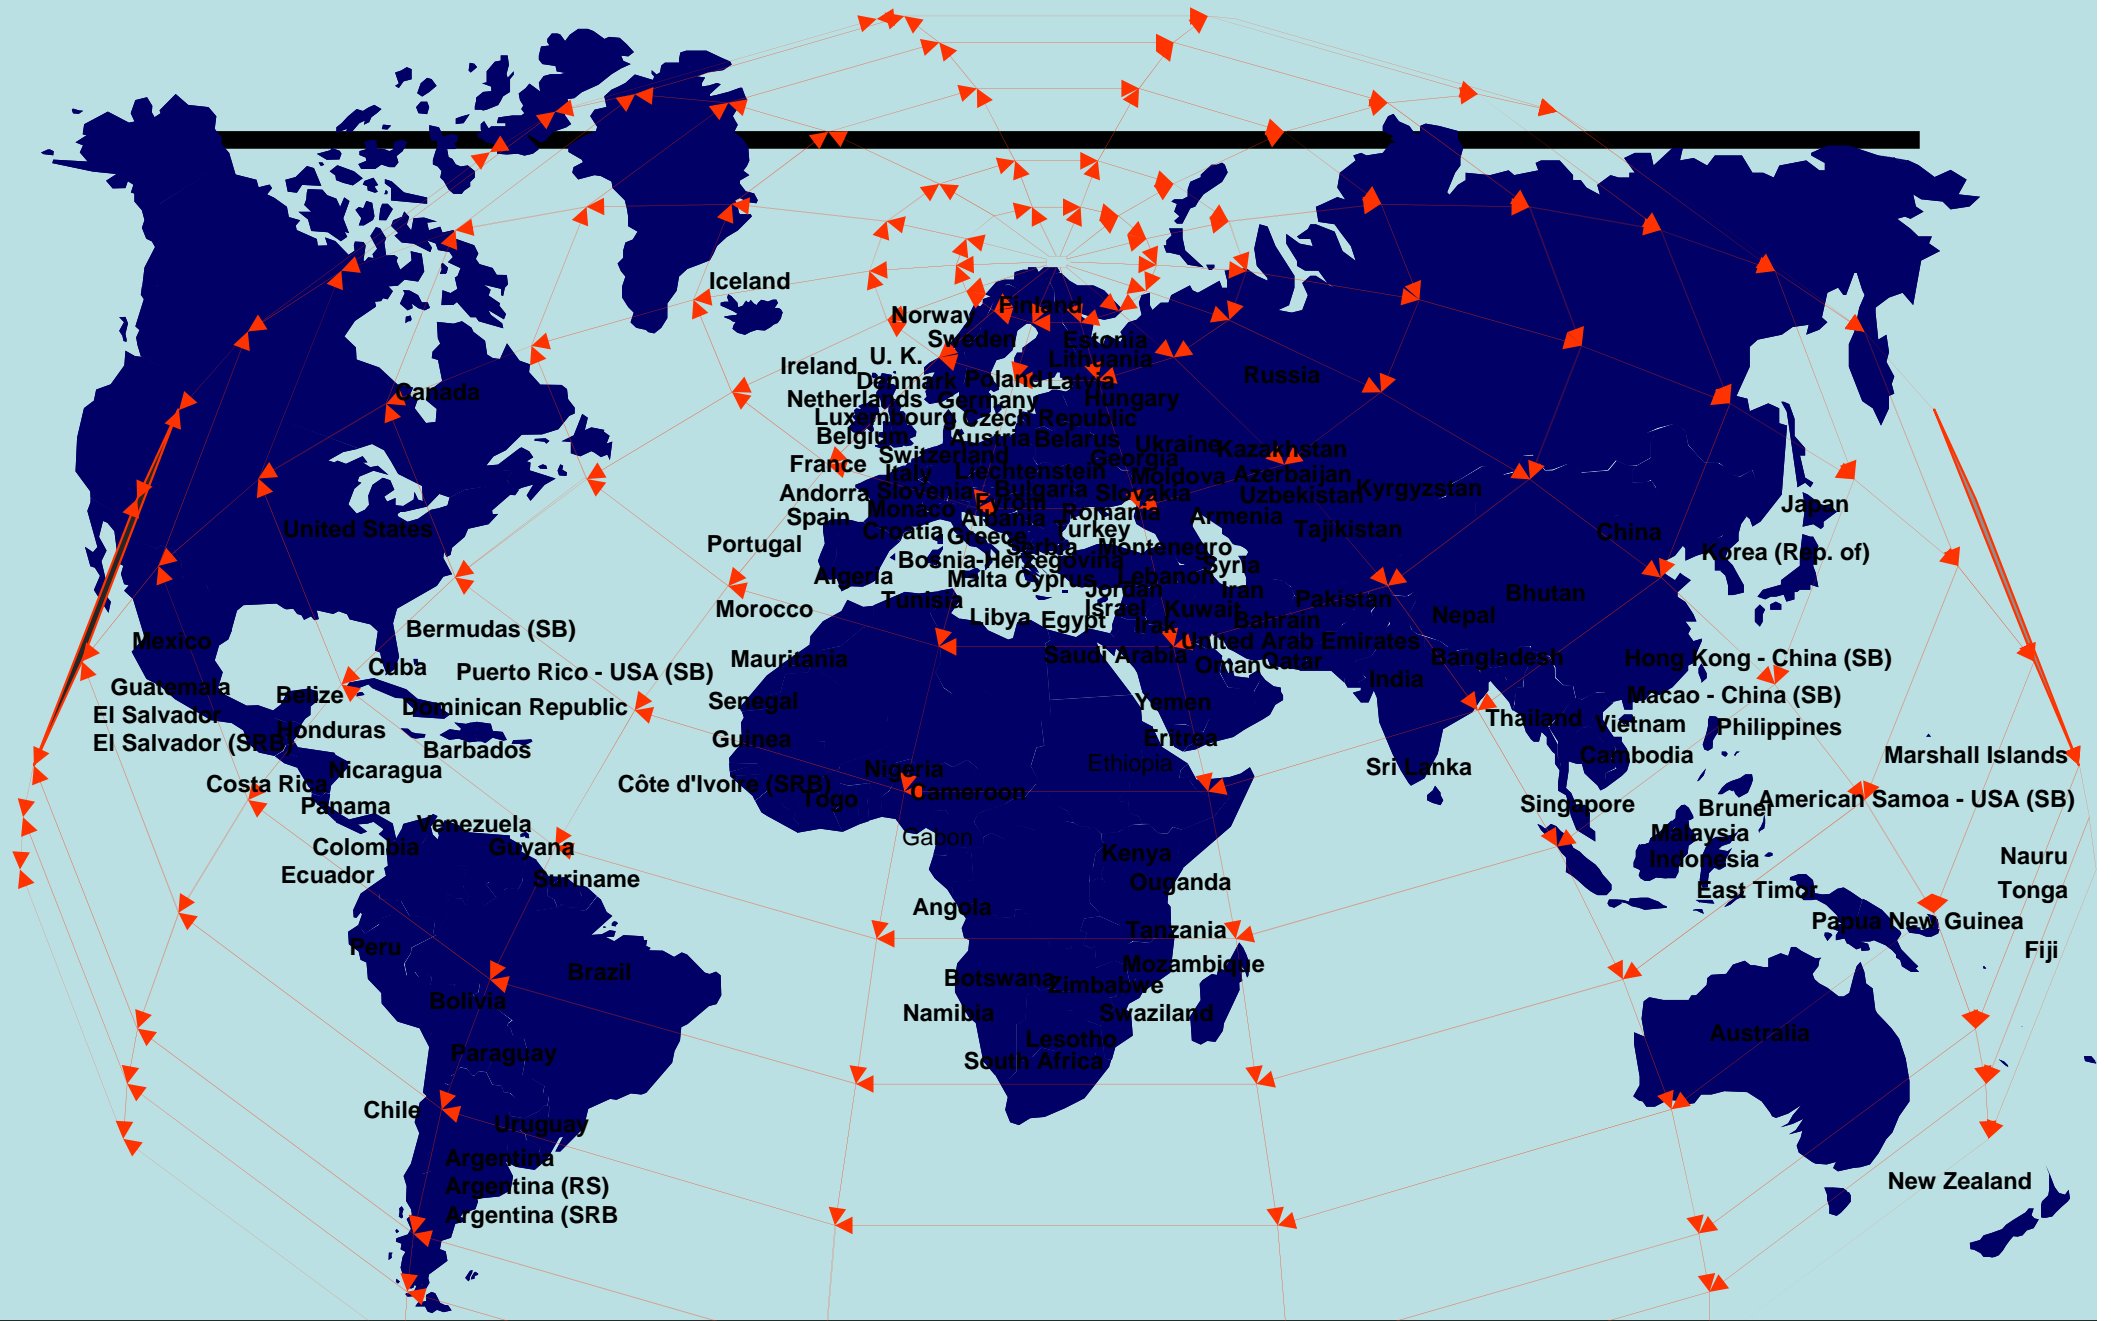 Iceland
Finland
Norway
Sweden
Estonia
Lithuania
U. K.
Ireland
Denmark
Poland
Latvia
Russia
Canada
Netherlands
Germany
Hungary
Luxembourg
Czech Republic
Belgium
Austria
Belarus
Ukraine
Kazakhstan
Switzerland
Georgia
France
Italy
Liechtenstein
Moldova
Azerbaijan
Andorra
Slovenia
Bulgaria
Slovakia
Uzbekistan
Kyrgyzstan
Monaco
Fyrom
Romania
Japan
Spain
Albania
Armenia
United States
Croatia
Greece
Turkey
Tajikistan
China
Portugal
Serbia
Montenegro
Korea (Rep. of)
Bosnia-Herzegovina
Syria
Algeria
Malta
Cyprus
Lebanon
Jordan
Iran
Bhutan
Tunisia
Israel
Kuwait
Pakistan
Morocco
Libya
Egypt
Irak
Bahrain
Nepal
Bermudas (SB)
Mexico
United Arab Emirates
Mauritania
Saudi Arabia
Oman
Qatar
Bangladesh
Hong Kong - China (SB)
Cuba
Puerto Rico - USA (SB)
India
Guatemala
Belize
Macao - China (SB)
Senegal
Yemen
Dominican Republic
El Salvador
Thailand
Vietnam
Philippines
Honduras
El Salvador (SRB)
Guinea
Eritrea
Barbados
Ethiopia
Cambodia
Marshall Islands
Nicaragua
Nigeria
Sri Lanka
Costa Rica
Côte d'Ivoire (SRB)
Togo
Cameroon
American Samoa - USA (SB)
Panama
Singapore
Brunei
Venezuela
Malaysia
Gabon
Colombia
Guyana
Kenya
Indonesia
Nauru
Ecuador
Suriname
Ouganda
East Timor
Tonga
Angola
Papua New Guinea
Tanzania
Peru
Fiji
Brazil
Mozambique
Botswana
Zimbabwe
Bolivia
Namibia
Swaziland
Australia
Lesotho
Paraguay
South Africa
Chile
Uruguay
Argentina
New Zealand
Argentina (RS)
Argentina (SRB